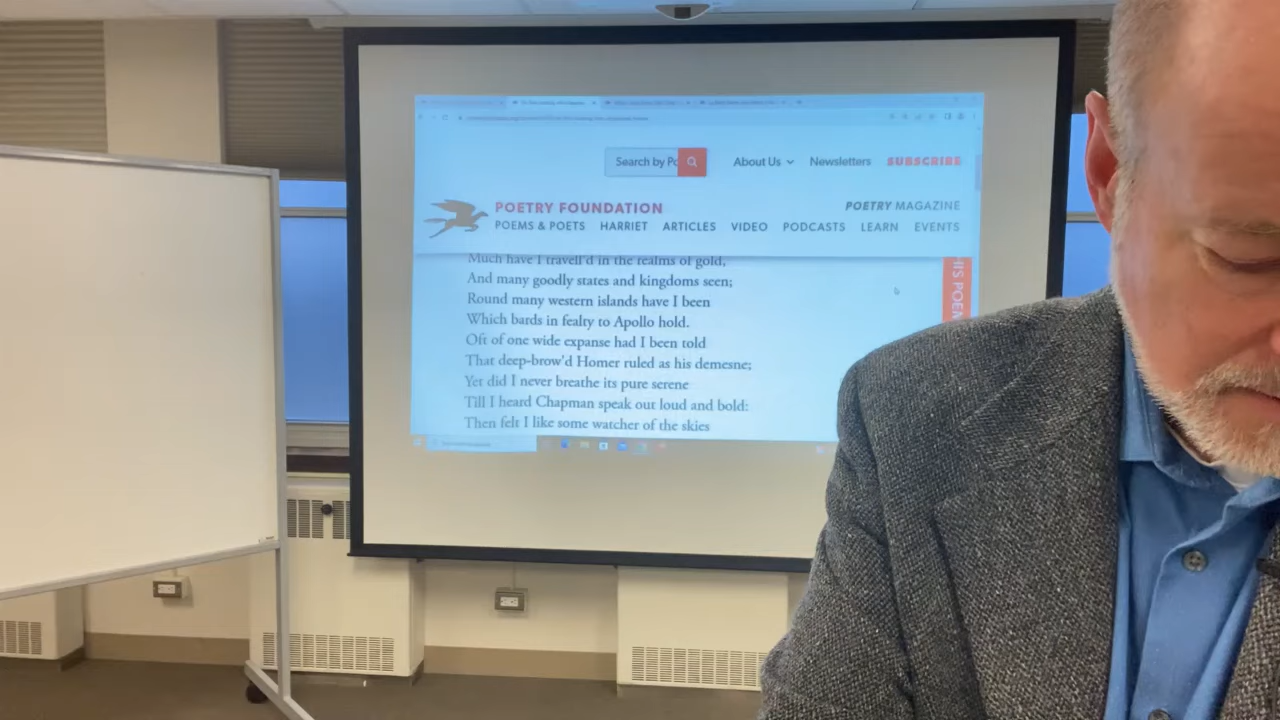 Search by Po
About Us
Newsletters
SUBSCRIBE
POETRY FOUNDATION
POETRY MAGAZINE
POEMS & POETS HARRIET ARTICLES VIDEO PODCASTS LEARN EVENTS
Much have I travell'd in the realms of gold,
And many goodly states and kingdoms seen;
Round many western islands have I been
Which bards in fealty to Apollo hold.
Oft of one wide expanse had I been told
That deep-brow'd Homer ruled as his demesne;
Yet did I never breathe its pure serene
Till I heard Chapman speak out loud and bold:
Then felt I like some watcher of the skies
HIS POEM